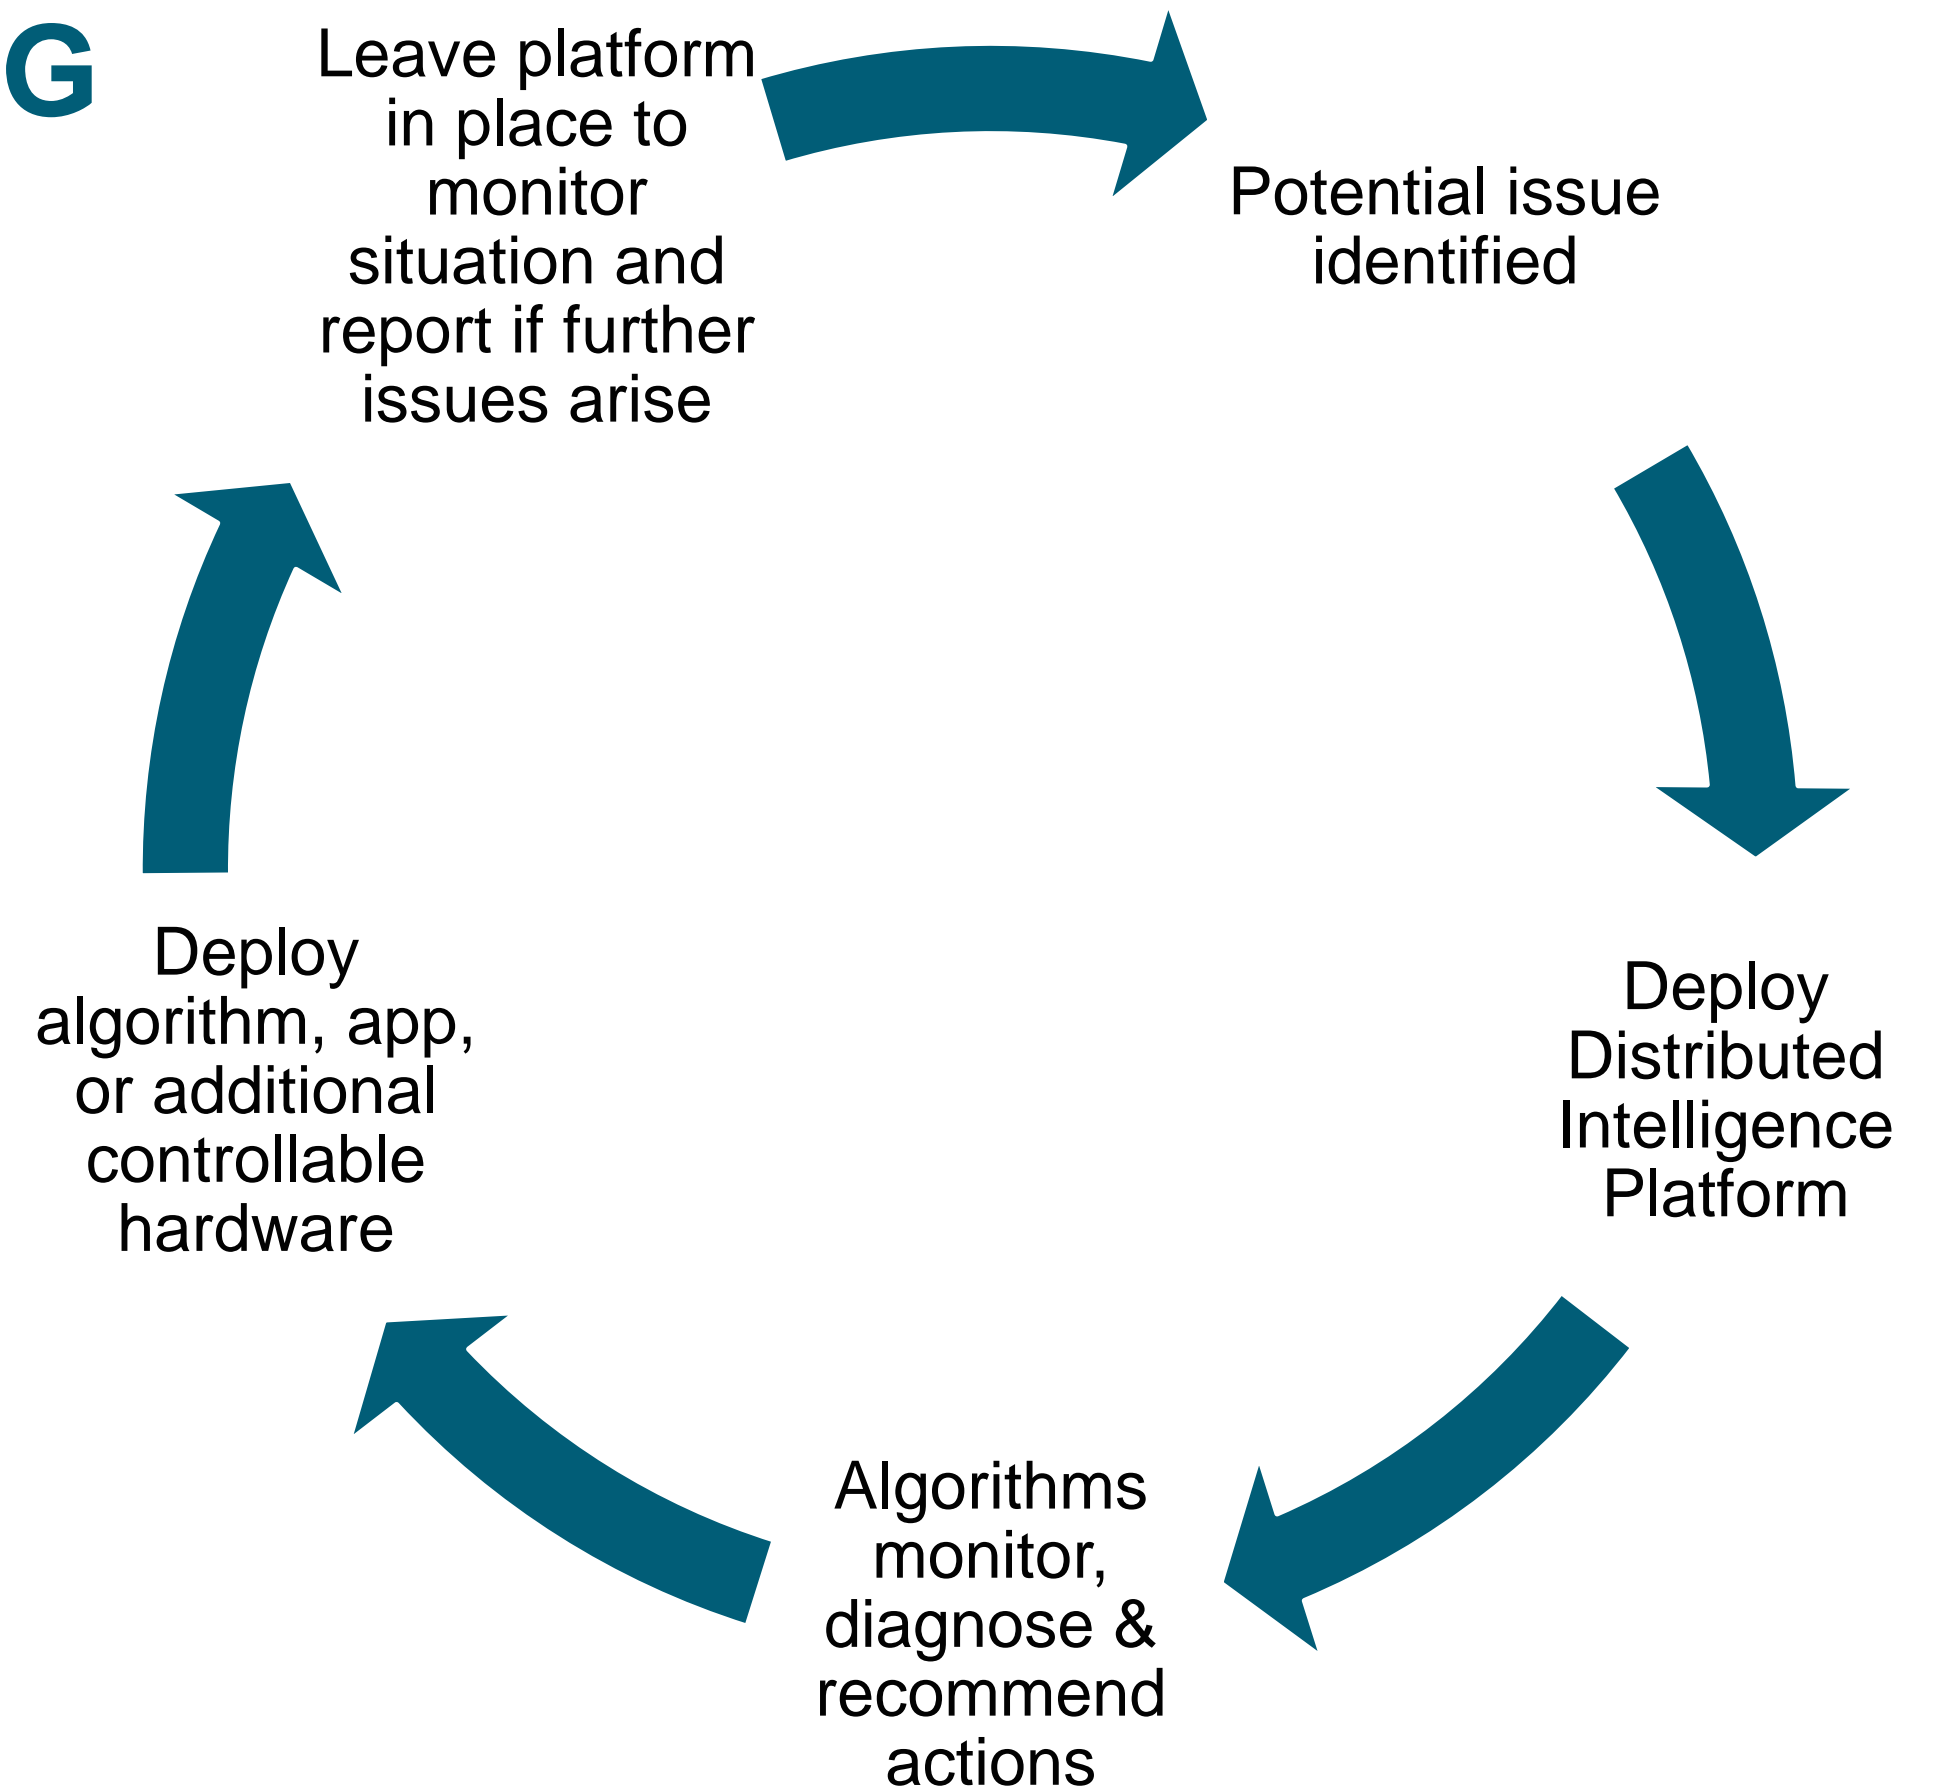 G
Leave platform
in place to
monitor
situation and
report if further
issues arise
Potential issue
identified
Deploy
Distributed
Intelligence
Platform
Algorithms
monitor,
diagnose &
recommend
actions
Deploy
algorithm, app,
or additional
controllable
hardware